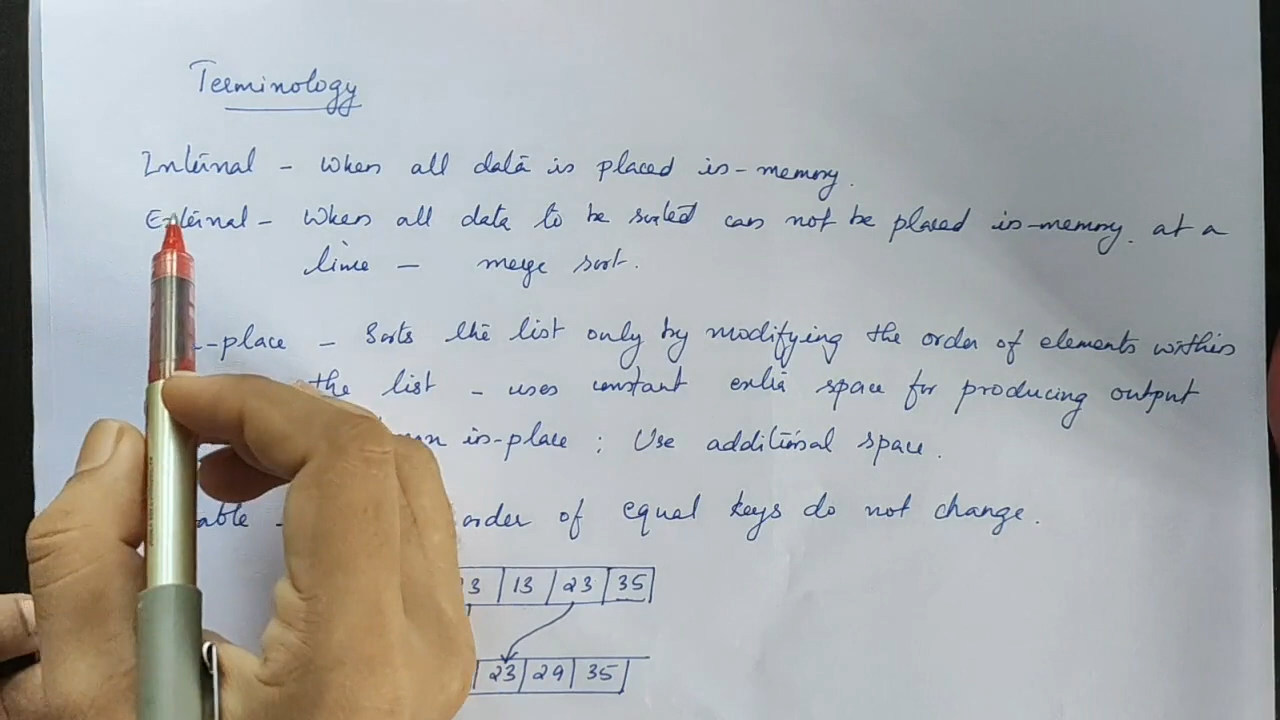 Terminology
Internal - When all data is placed in-memory.
External - When all data to be sorted can not be placed in-memory. at a
time - merge sort.
-place - Sorts the list only by modifying the order of elements within
the list - uses constant extra space for producing output
in-place ; Use additional space.
able - order of equal keys do not change.
3 13 23 35
23 29 35